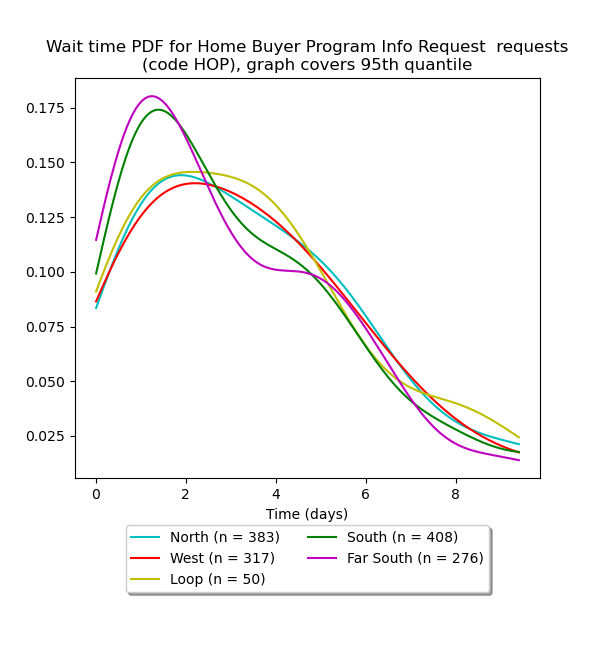 Wait time PDF for Home Buyer Program Info Request  requests
(code HOP), graph covers 95th quantile
0.175
0.150
0.125
0.100
0.075
0.050
0.025
0 2 4 6 8
Time (days)
North (n = 383)
West (n = 317)
Loop (n = 50)
South (n = 408)
Far South (n = 276)